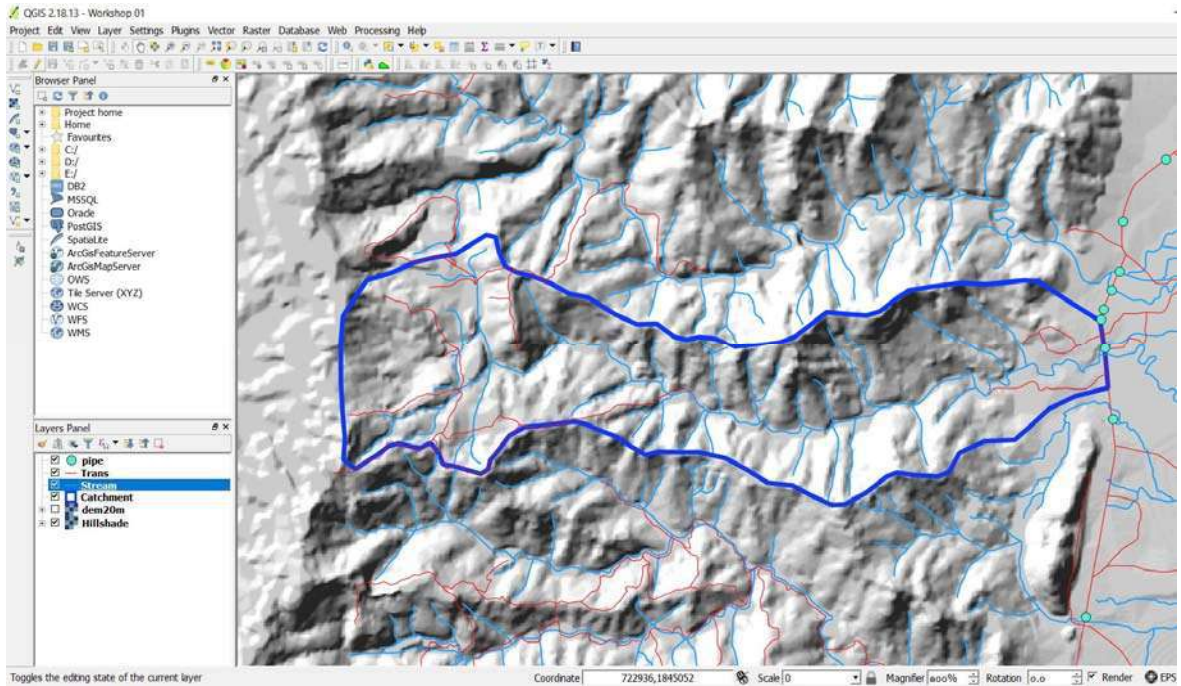 QGIS 2.18.13 - Workshop 01
Project Edit View Layer Settings Plugins Vector Raster Database Web Processing Help
Browser Panel
Project home
Home
Favourites
C:/
D:/
E:/
DB2
MSSQL
Oracle
PostGIS
SpatiaLite
ArcGisFeatureServer
ArcGisMapServer
OWS
Tile Server (XYZ)
WCS
WFS
WMS
Layers Panel
pipe
Trans
Stream
Catchment
dem20m
Hillshade
Toggles the editing state of the current layer Coordinate 722936,1845052 Scale 0 Magnifier Rotation 0.0 Render EPS